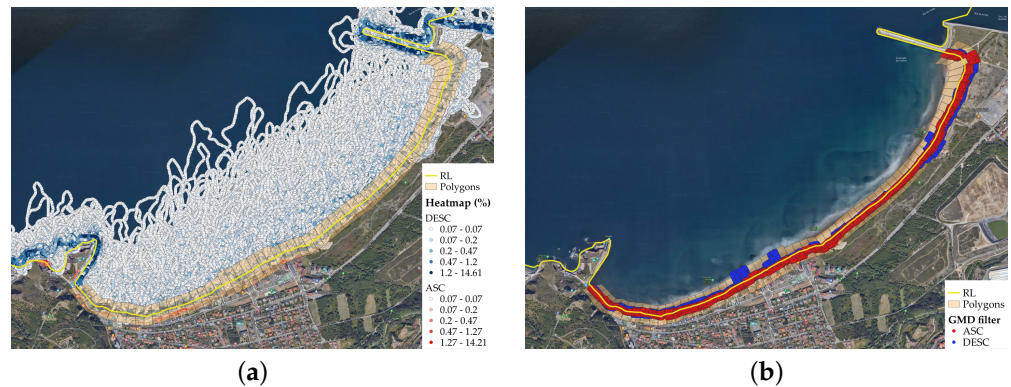 RL
Polygons
Heatmap (%)
DESC
0.07 - 0.07
0.07 - 0.2
0.2 - 0.47
0.47 - 1.2
1.2 - 14.61
ASC
0.07 - 0.07
0.07 - 0.2
0.2 - 0.47
0.47 - 1.27
1.27 - 14.21
(a)
RL
Polygons
GMD filter
ASC
DESC
(b)